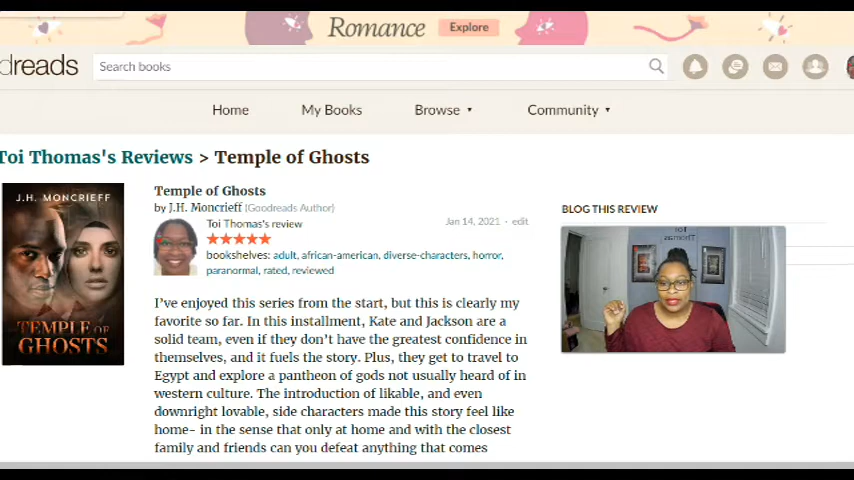 Romance
Explore
dreads
Search books
Home
My Books
Browse
Community
Toi Thomas's Reviews > Temple of Ghosts
J.H. MONCRIEFF
TEMPLE OF
GHOSTS
Temple of Ghosts
by J.H. Moncrieff (Goodreads Author)
Toi Thomas's review
Jan 14, 2021 · edit
bookshelves: adult, african-american, diverse-characters, horror,
paranormal, rated, reviewed
I've enjoyed this series from the start, but this is clearly my
favorite so far. In this installment, Kate and Jackson are a
solid team, even if they don't have the greatest confidence in
themselves, and it fuels the story. Plus, they get to travel to
Egypt and explore a pantheon of gods not usually heard of in
western culture. The introduction of likable, and even
downright lovable, side characters made this story feel like
home- in the sense that only at home and with the closest
family and friends can you defeat anything that comes
BLOG THIS REVIEW
Toi
Thomas